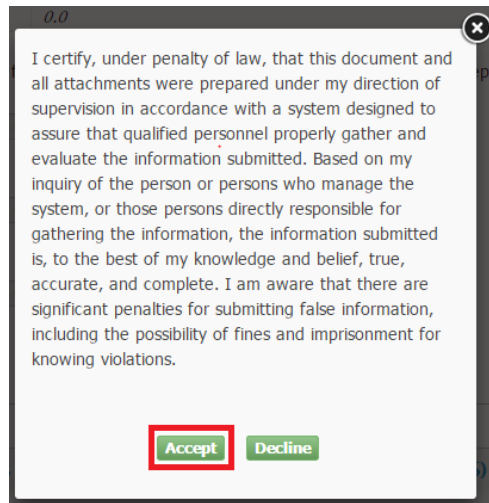 0.0
I certify, under penalty of law, that this document and
all attachments were prepared under my direction of
supervision in accordance with a system designed to
assure that qualified personnel properly gather and
evaluate the information submitted. Based on my
inquiry of the person or persons who manage the
system, or those persons directly responsible for
gathering the information, the information submitted
is, to the best of my knowledge and belief, true,
accurate, and complete. I am aware that there are
significant penalties for submitting false information,
including the possibility of fines and imprisonment for
knowing violations.
Accept Decline